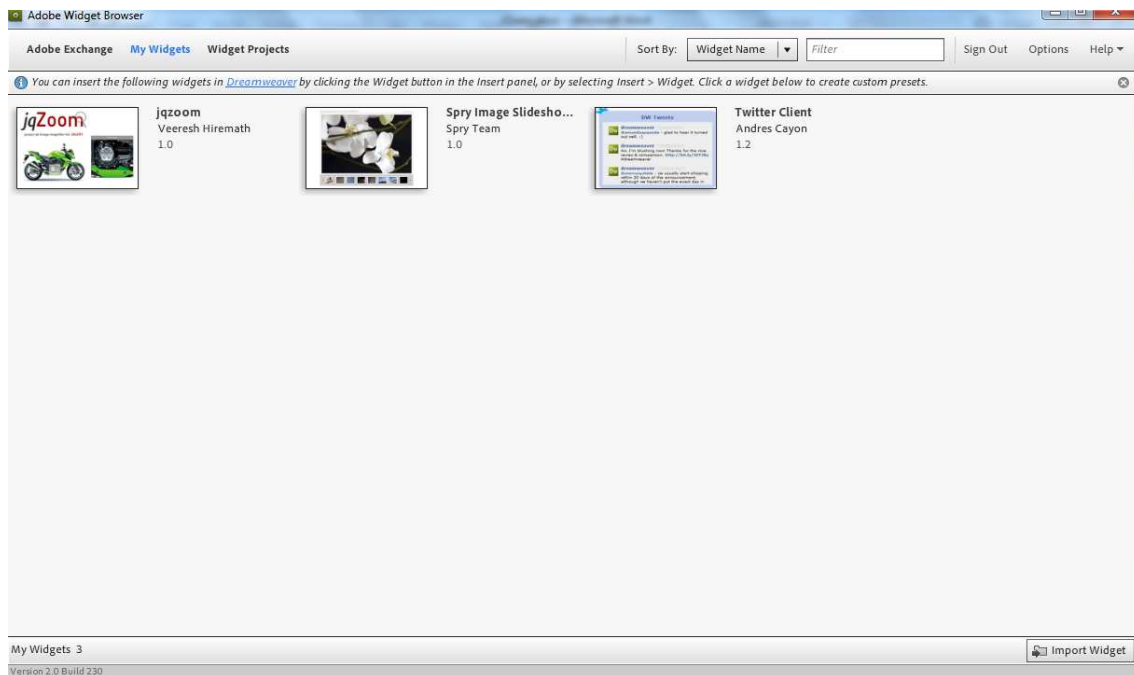 Adobe Widget Browser
Adobe Exchange My Widgets Widget Projects Sort By: Widget Name Filter Sign Out Options Help
You can insert the following widgets in Dreamweaver by clicking the Widget button in the Insert panel, or by selecting Insert > Widget. Click a widget below to create custom presets.
jqZoom
jqzoom
Veeresh Hiremath
1.0
Spry Image Slidesho...
Spry Team
1.0
DW Tweets
Twitter Client
Andres Cayon
1.2
My Widgets 3
Import Widget
Version 2.0 Build 230